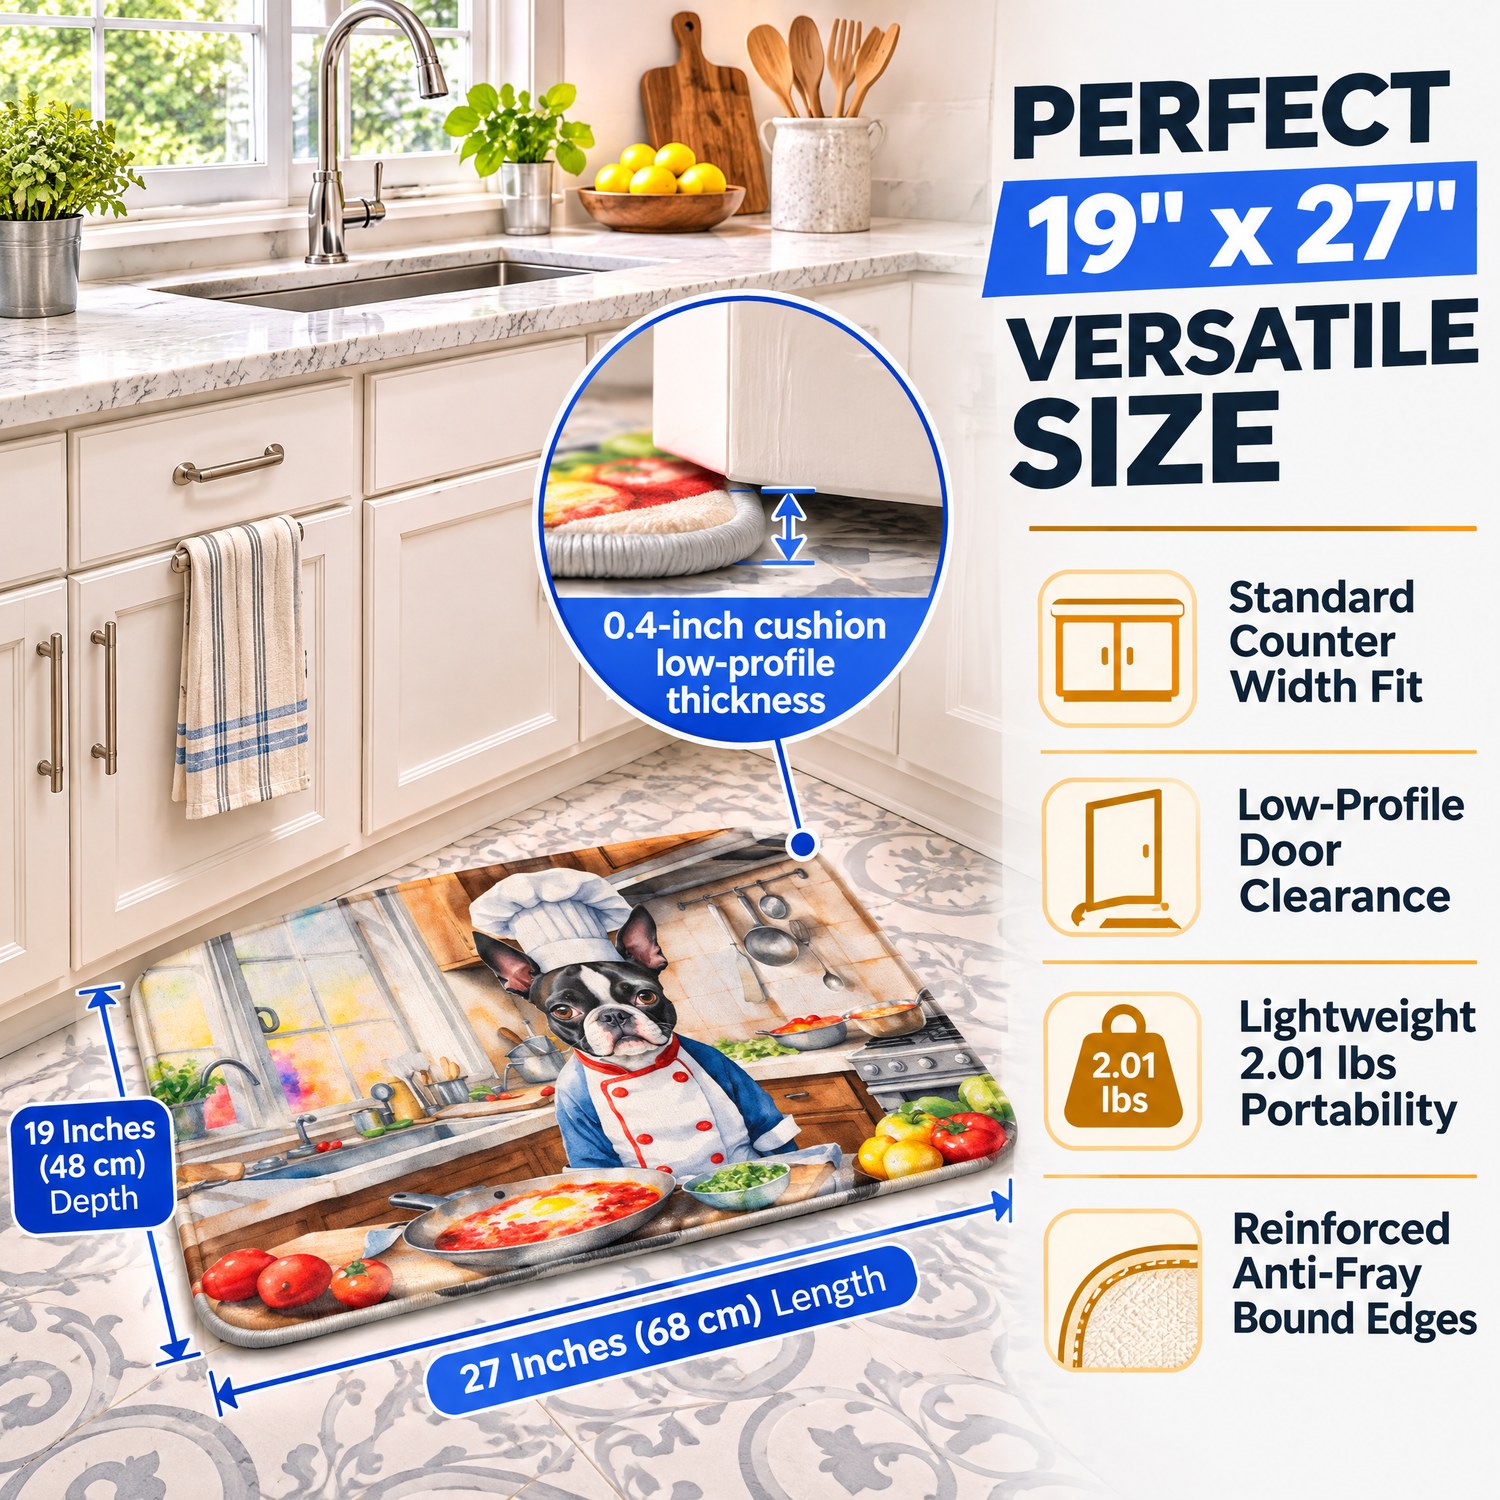 PERFECT
19" x 27"
VERSATILE
SIZE
0.4-inch cushion
low-profile
thickness
Standard
Counter
Width Fit
Low-Profile
Door
Clearance
2.01
lbs
Lightweight
2.01 lbs
Portability
Reinforced
Anti-Fray
Bound Edges
19 Inches
(48 cm)
Depth
27 Inches (68 cm) Length